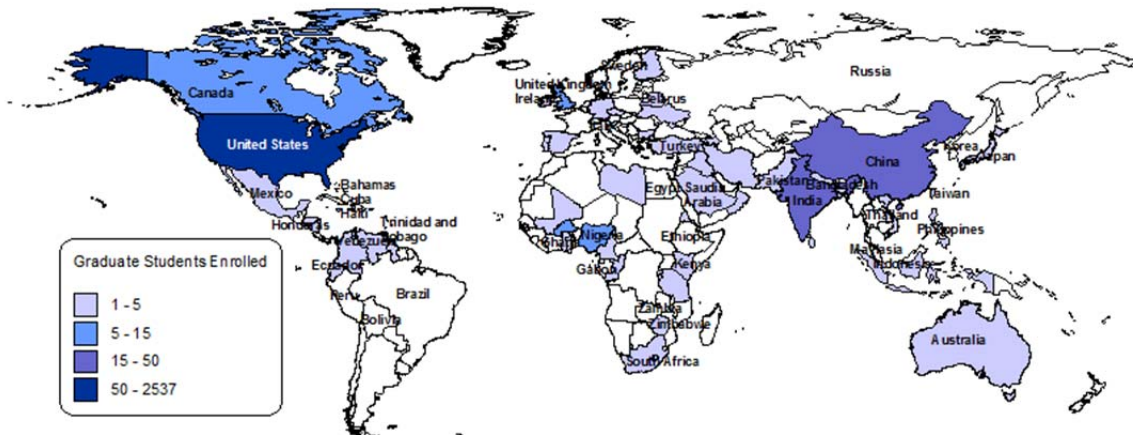 Sweden
United Kingdom
Ireland
Belarus
Russia
Canada
United States
Turkey
China
Korea
Japan
Mexico
Bahamas
Cuba
Haiti
Honduras
Trinidad and
Tobago
Venezuela
Ecuador
Peru
Brazil
Bolivia
Egypt
Saudi
Arabia
Pakistan
Bangladesh
India
Taiwan
Thailand
Philippines
Malaysia
Indonesia
Ghana
Nigeria
Ethiopia
Gabon
Kenya
Zambia
Zimbabwe
South Africa
Australia
Graduate Students Enrolled
1 - 5
5 - 15
15 - 50
50 - 2537